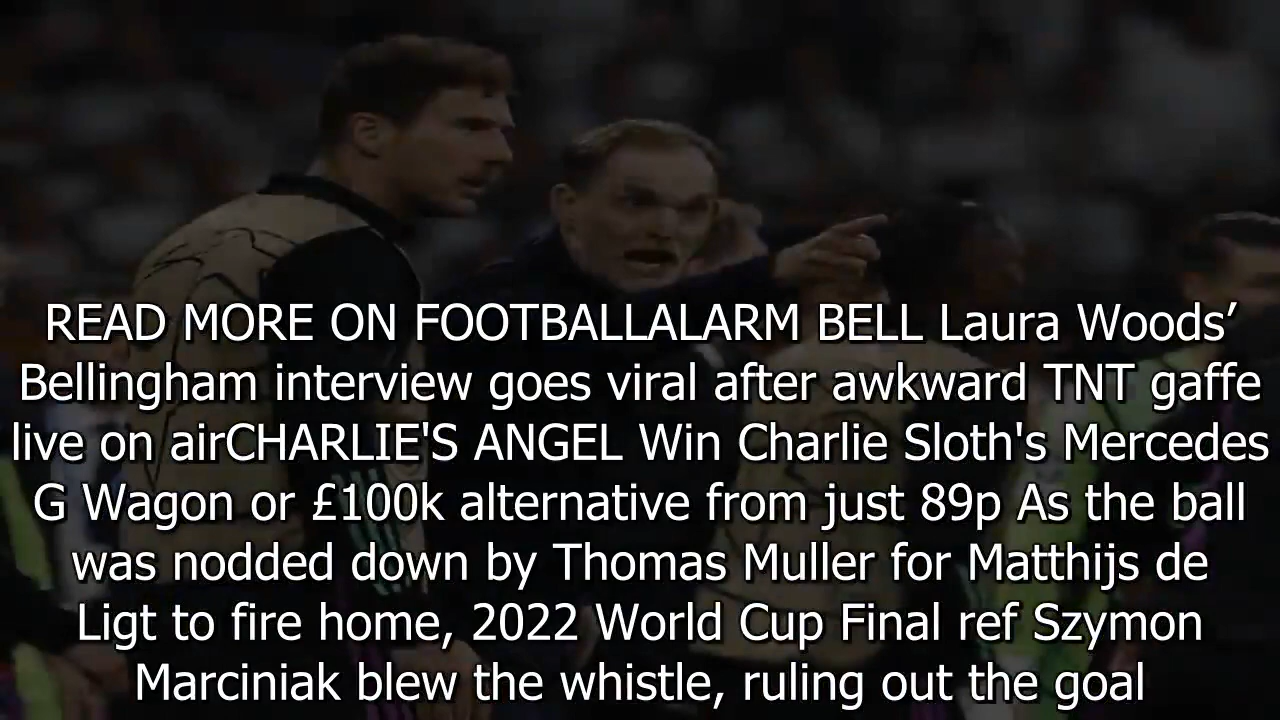 READ MORE ON FOOTBALLALARM BELL Laura Woods’
Bellingham interview goes viral after awkward TNT gaffe
live on airCHARLIE'S ANGEL Win Charlie Sloth's Mercedes
G Wagon or £100k alternative from just 89p As the ball
was nodded down by Thomas Muller for Matthijs de
Ligt to fire home, 2022 World Cup Final ref Szymon
Marciniak blew the whistle, ruling out the goal